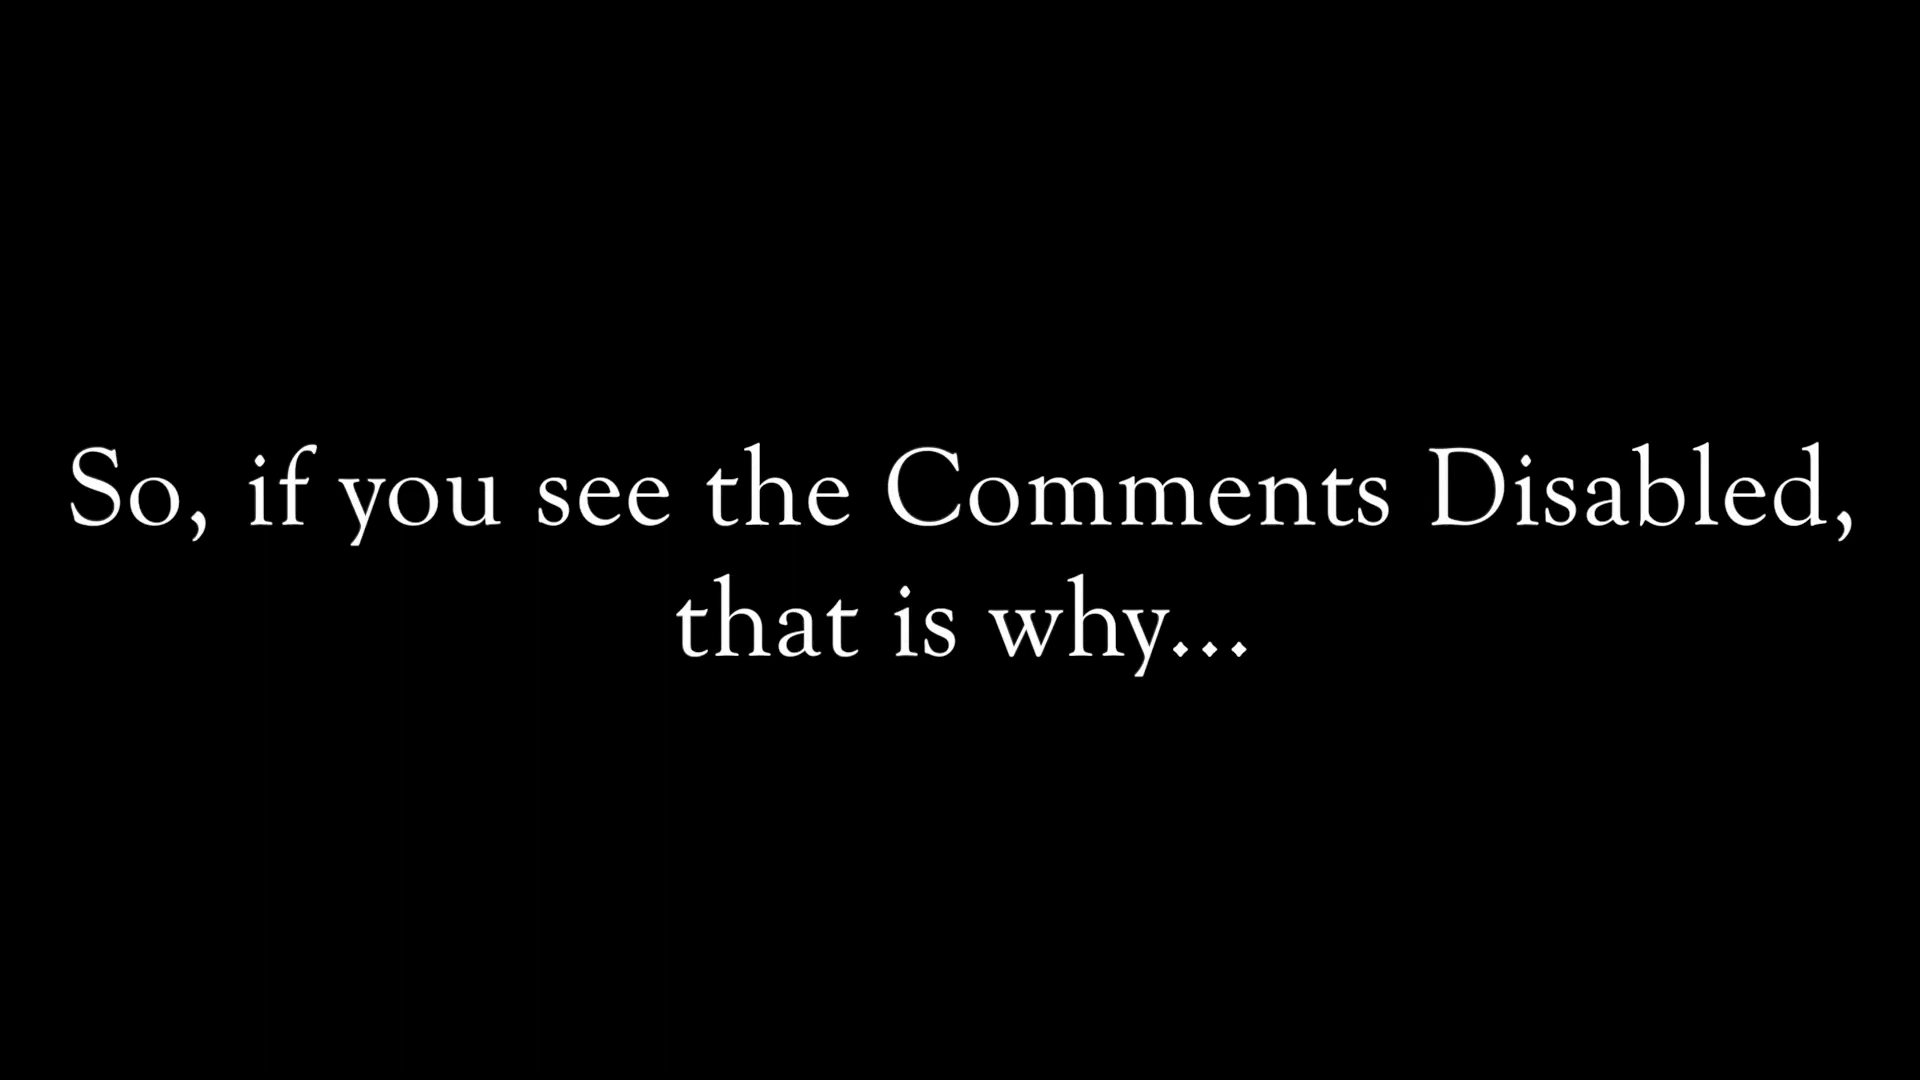 So, if you see the Comments Disabled,
that is why...